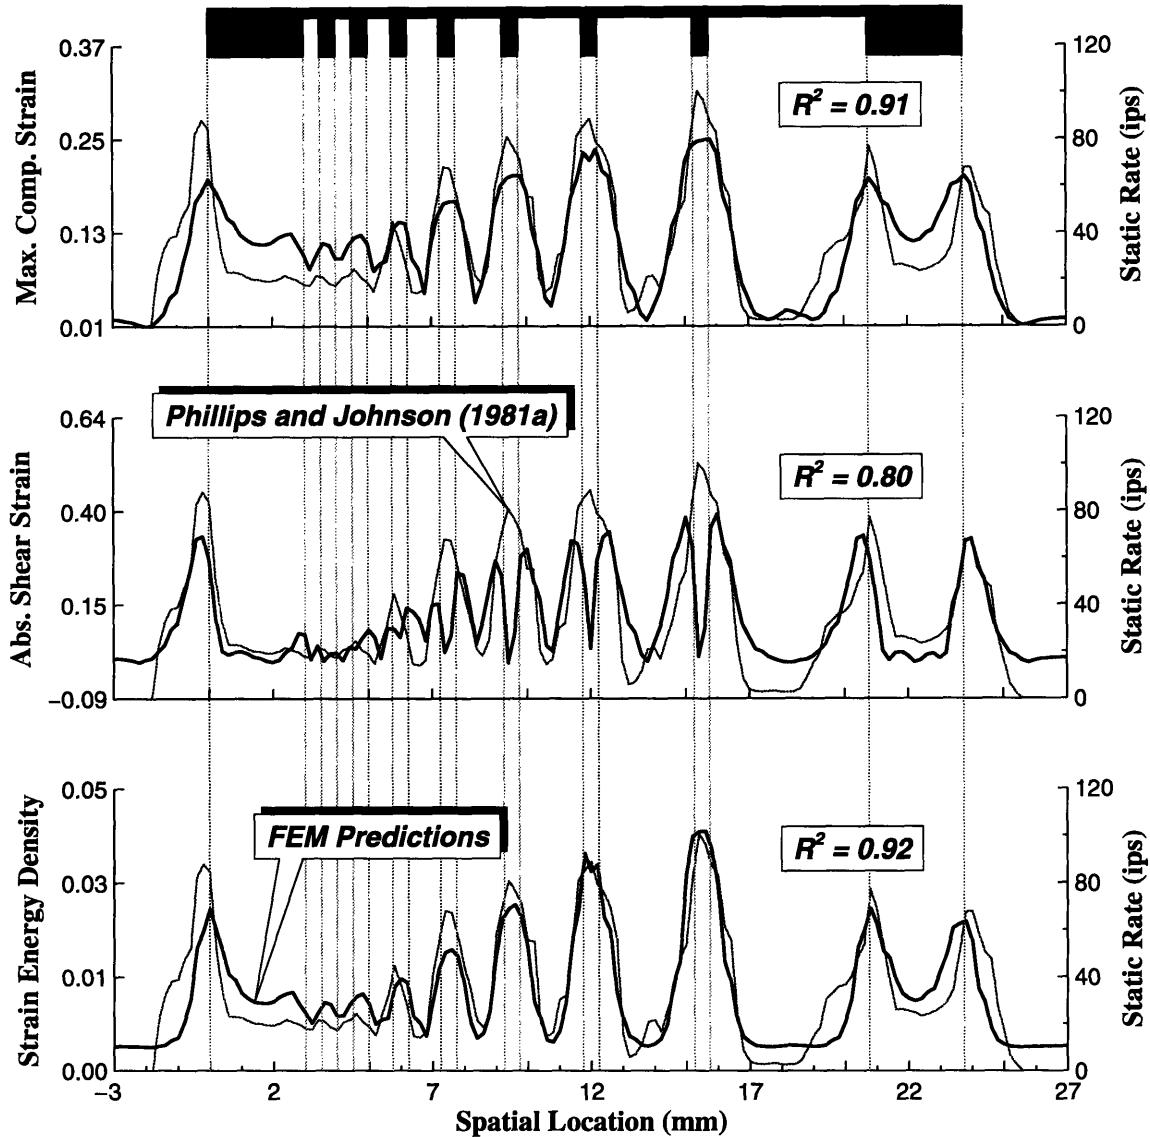 0.37
0.25
0.13
0.01
Max. Comp. Strain
R² = 0.91
120
80
40
0
Static Rate (ips)
Phillips and Johnson (1981a)
0.64
0.40
0.15
−0.09
Abs. Shear Strain
R² = 0.80
120
80
40
0
Static Rate (ips)
FEM Predictions
0.05
0.03
0.01
0.00
Strain Energy Density
R² = 0.92
120
80
40
0
Static Rate (ips)
−3 2 7 12 17 22 27
Spatial Location (mm)